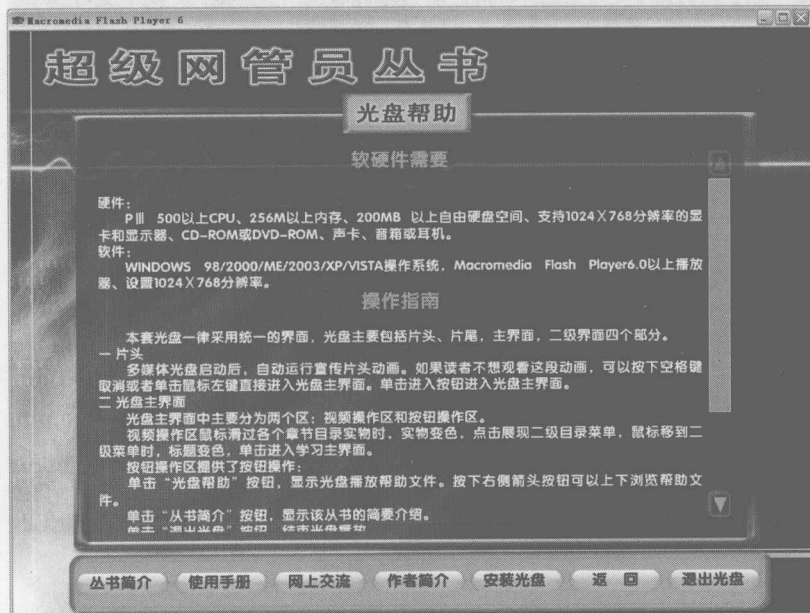 Macromedia Flash Player 6
超级网管员丛书
光盘帮助
软硬件需要
硬件：
PⅢ 500以上CPU、256M以上内存、200MB 以上自由硬盘空间、支持1024×768分辨率的显
卡和显示器、CD-ROM或DVD-ROM、声卡、音箱或耳机。
软件：
WINDOWS 98/2000/ME/2003/XP/VISTA操作系统，Macromedia Flash Player6.0以上播放
器、设置1024×768分辨率。
操作指南
本套光盘一律采用统一的界面，光盘主要包括片头、片尾，主界面，二级界面四个部分。
一 片头
多媒体光盘启动后，自动运行宣传片头动画。如果读者不想观看这段动画，可以按下空格键
取消或者单击鼠标左键直接进入光盘主界面。单击进入按钮进入光盘主界面。
二 光盘主界面
光盘主界面中主要分为两个区：视频操作区和按钮操作区。
视频操作区鼠标滑过各个章节目录实物时，实物变色，点击展现二级目录菜单，鼠标移到二
级菜单时，标题变色，单击进入学习主界面。
按钮操作区提供了按钮操作：
单击“光盘帮助”按钮，显示光盘播放帮助文件。按下右侧箭头按钮可以上下浏览帮助文
件。
单击“从书简介”按钮，显示该从书的简要介绍。
单击“退出光盘”按钮，结束光盘播放
丛书简介 使用手册 网上交流 作者简介 安装光盘 返 回 退出光盘